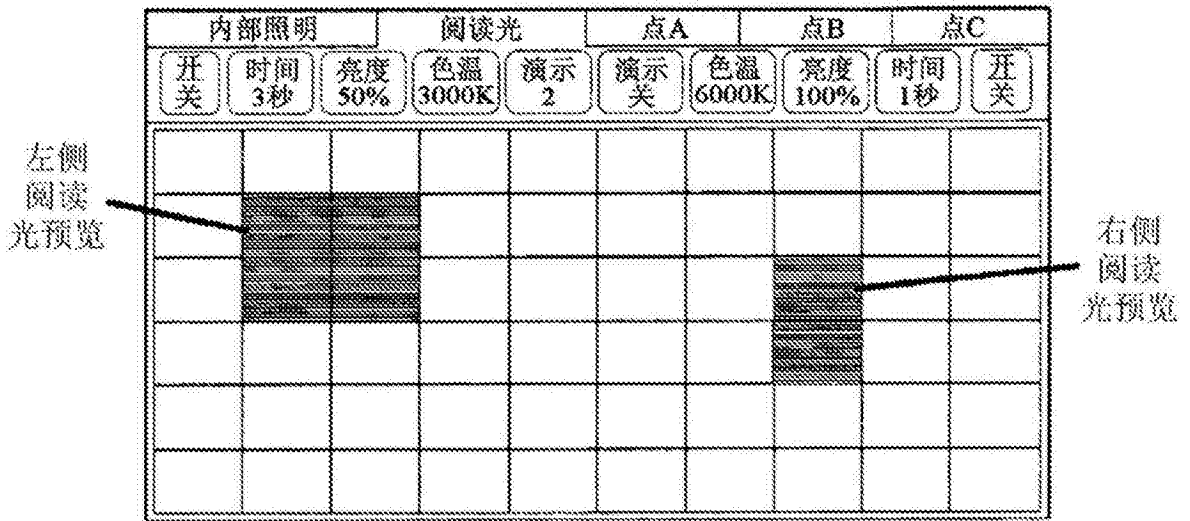 内部照明 阅读光 点A 点B 点C
开 时间 亮度 色温 演示 演示 色温 亮度 时间 开
关 3秒 50% 3000K 2 关 6000K 100% 1秒 关
左侧
阅读
光预览
右侧
阅读
光预览